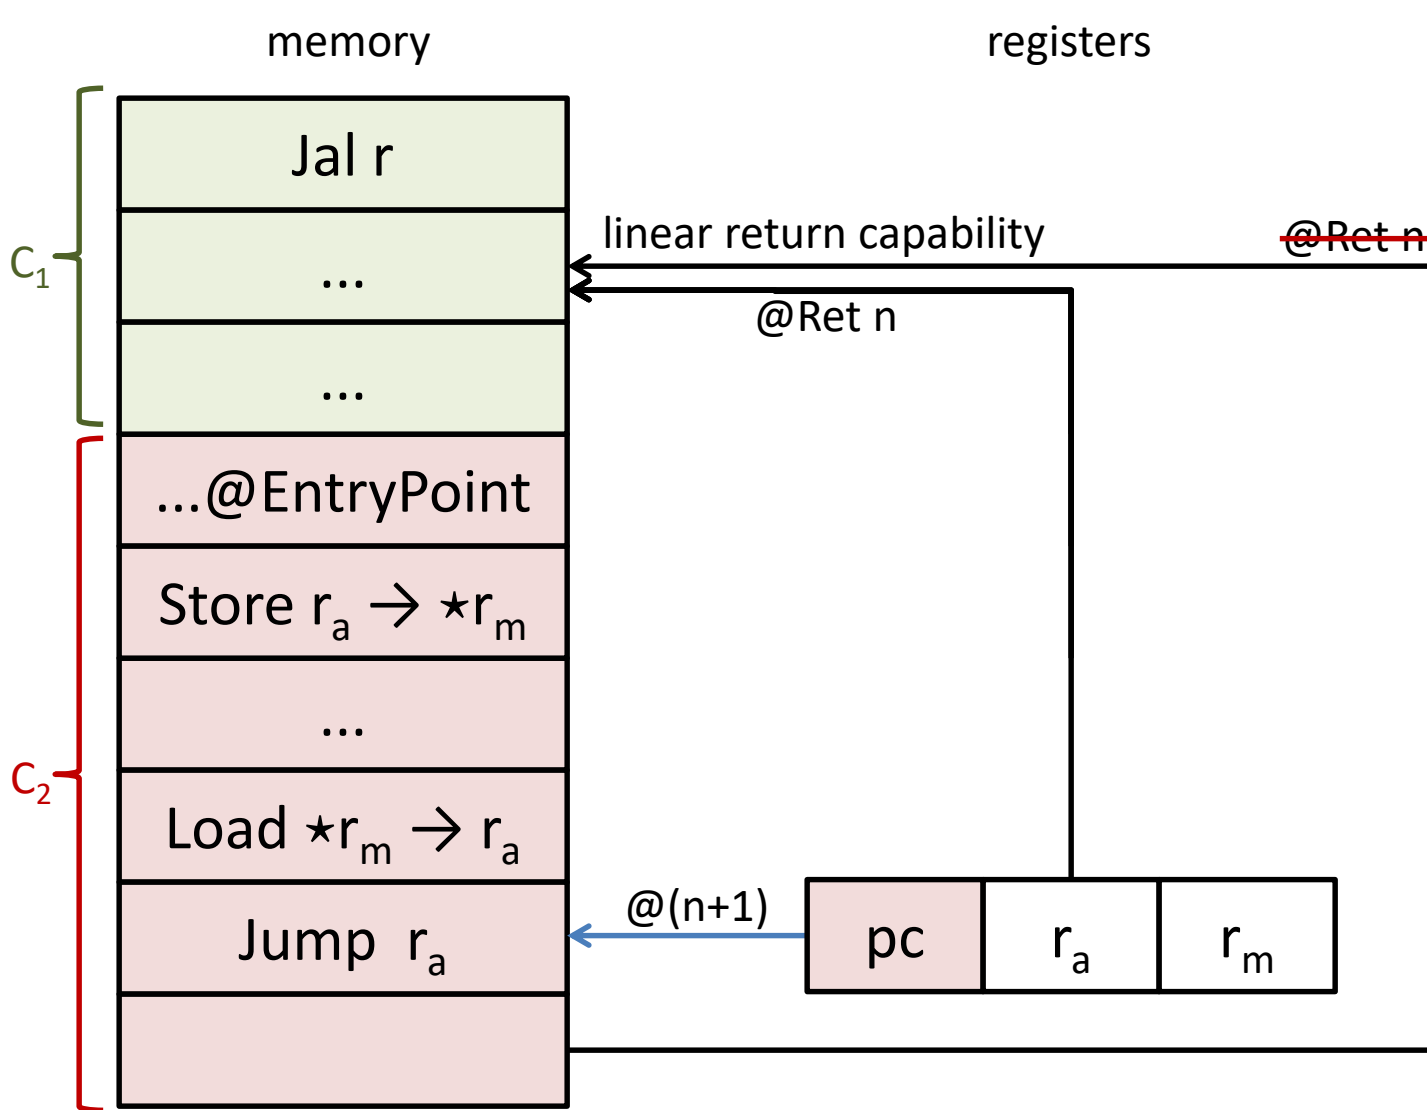 memory
registers
Jal r
linear return capability
@Ret n
C₁
...
@Ret n
...
...@EntryPoint
Store rₐ → ⋆rₘ
...
C₂
Load ⋆rₘ → rₐ
@(n+1)
Jump rₐ
pc
rₐ
rₘ